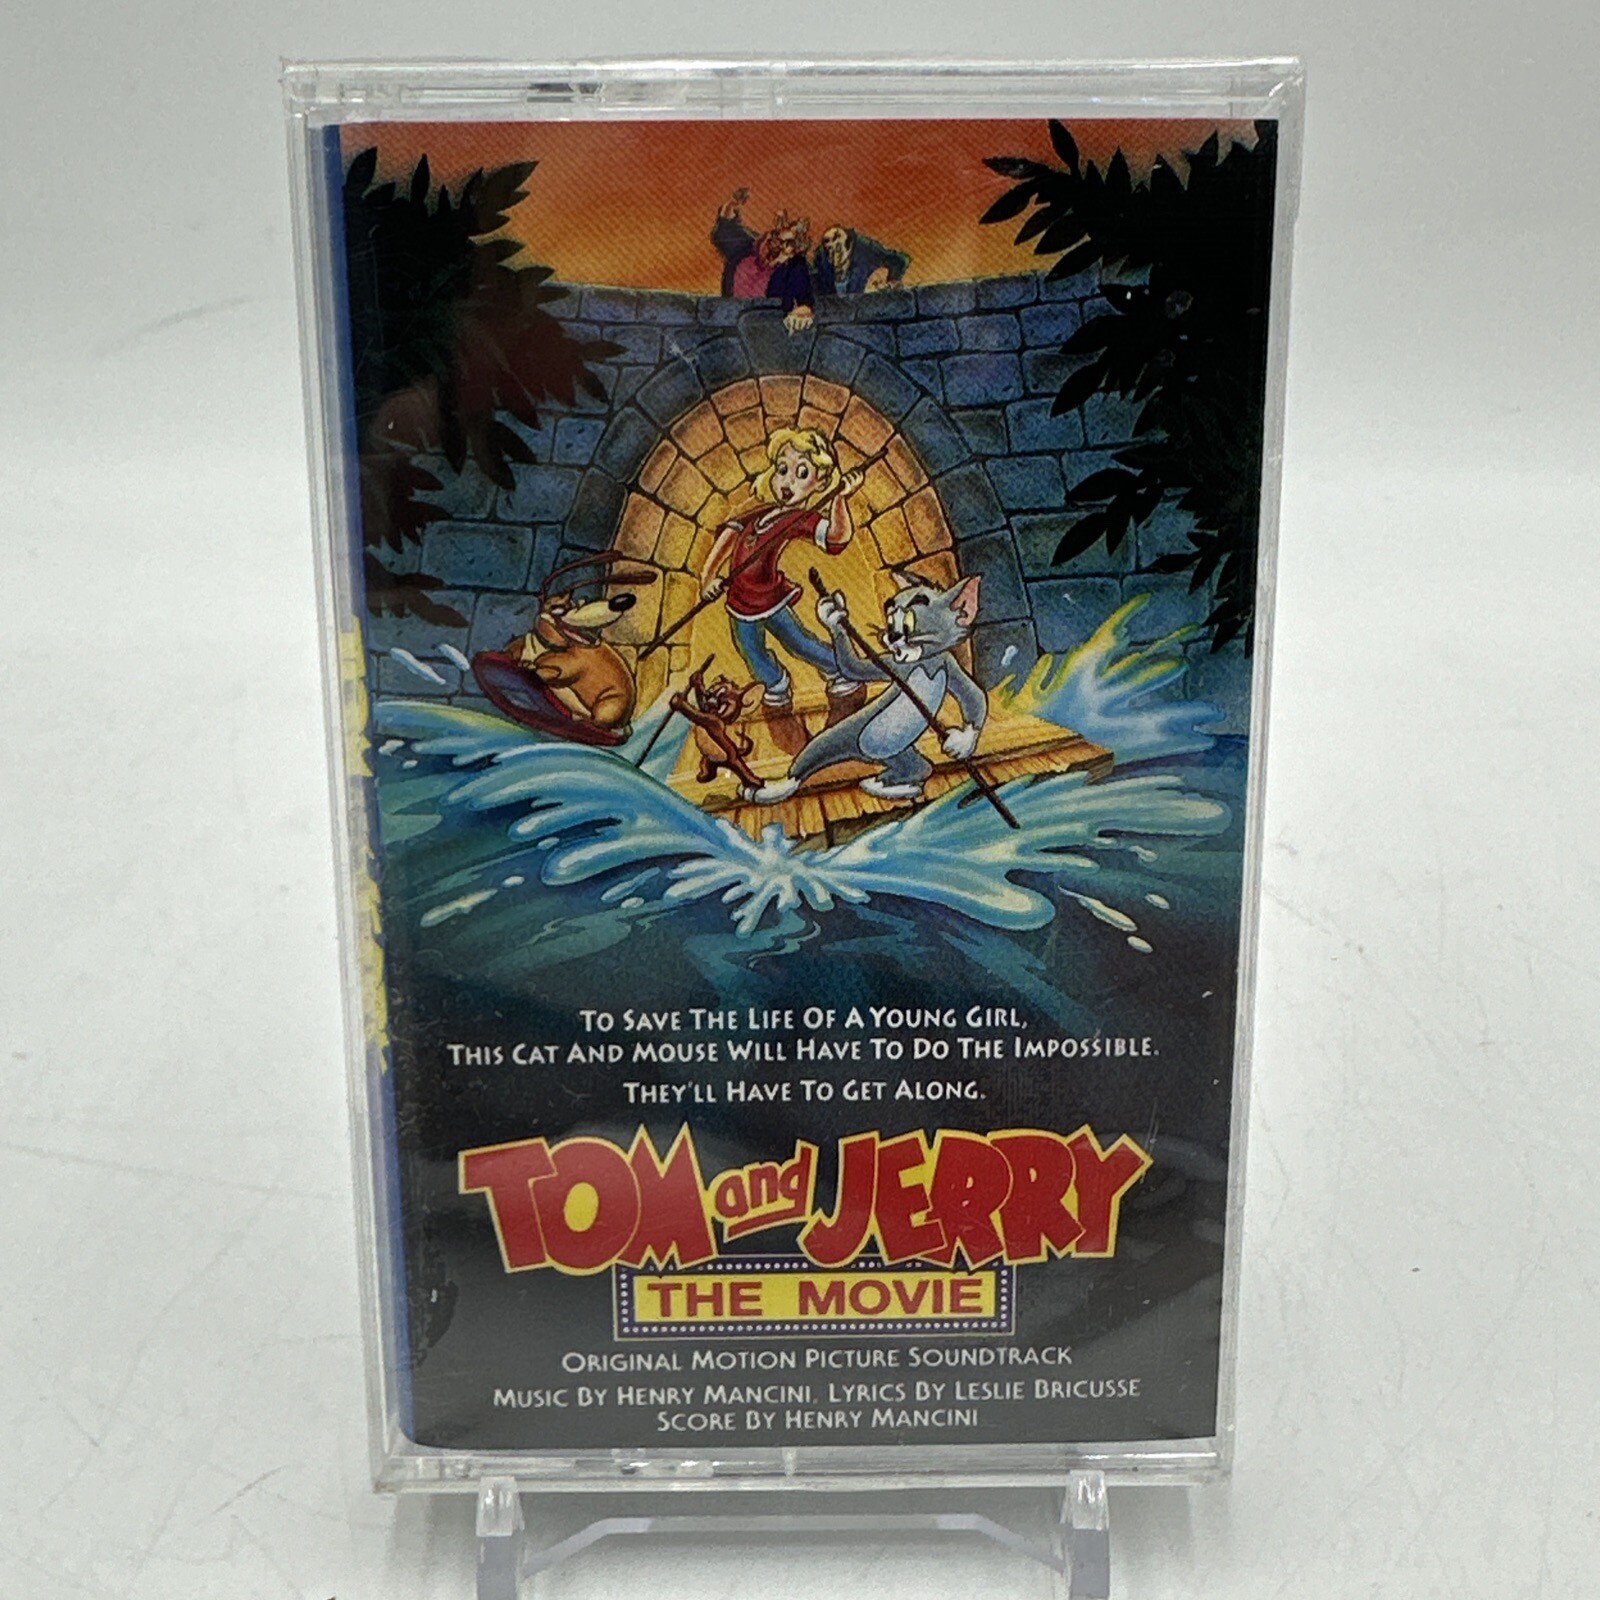 TO SAVE THE LIFE OF A YOUNG GIRL,
THIS CAT AND MOUSE WILL HAVE TO DO THE IMPOSSIBLE.
THEY'LL HAVE TO GET ALONG.
TOM and JERRY
THE MOVIE
ORIGINAL MOTION PICTURE SOUNDTRACK
MUSIC BY HENRY MANCINI, LYRICS BY LESLIE BRICUSSE
SCORE BY HENRY MANCINI